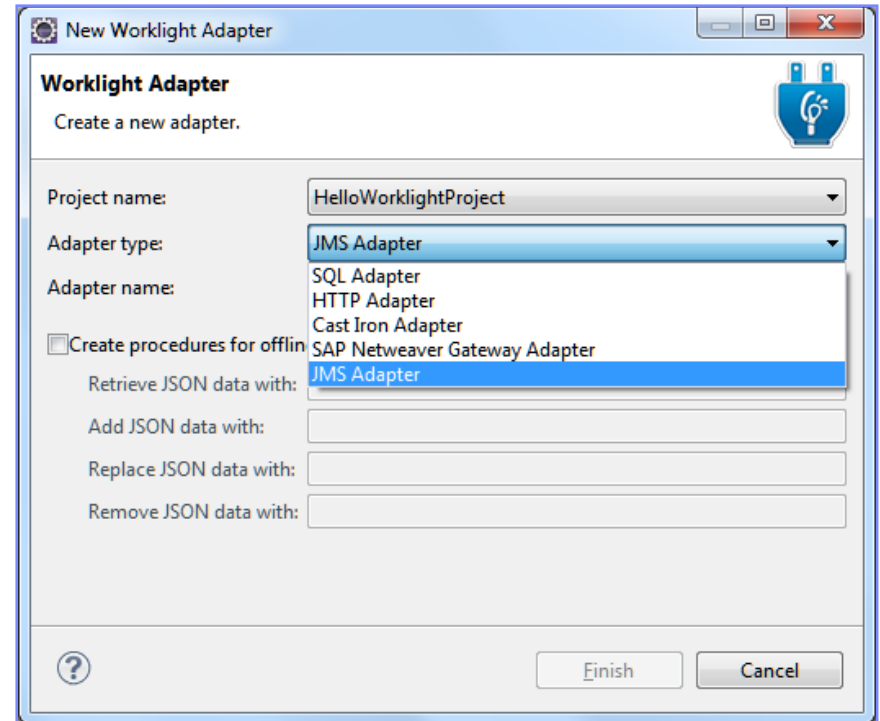 New Worklight Adapter
Worklight Adapter
Create a new adapter.
Project name: HelloWorklightProject
Adapter type: JMS Adapter
SQL Adapter
Adapter name:
HTTP Adapter
Cast Iron Adapter
Create procedures for offlin
SAP Netweaver Gateway Adapter
JMS Adapter
Retrieve JSON data with:
Add JSON data with:
Replace JSON data with:
Remove JSON data with:
?
Finish Cancel